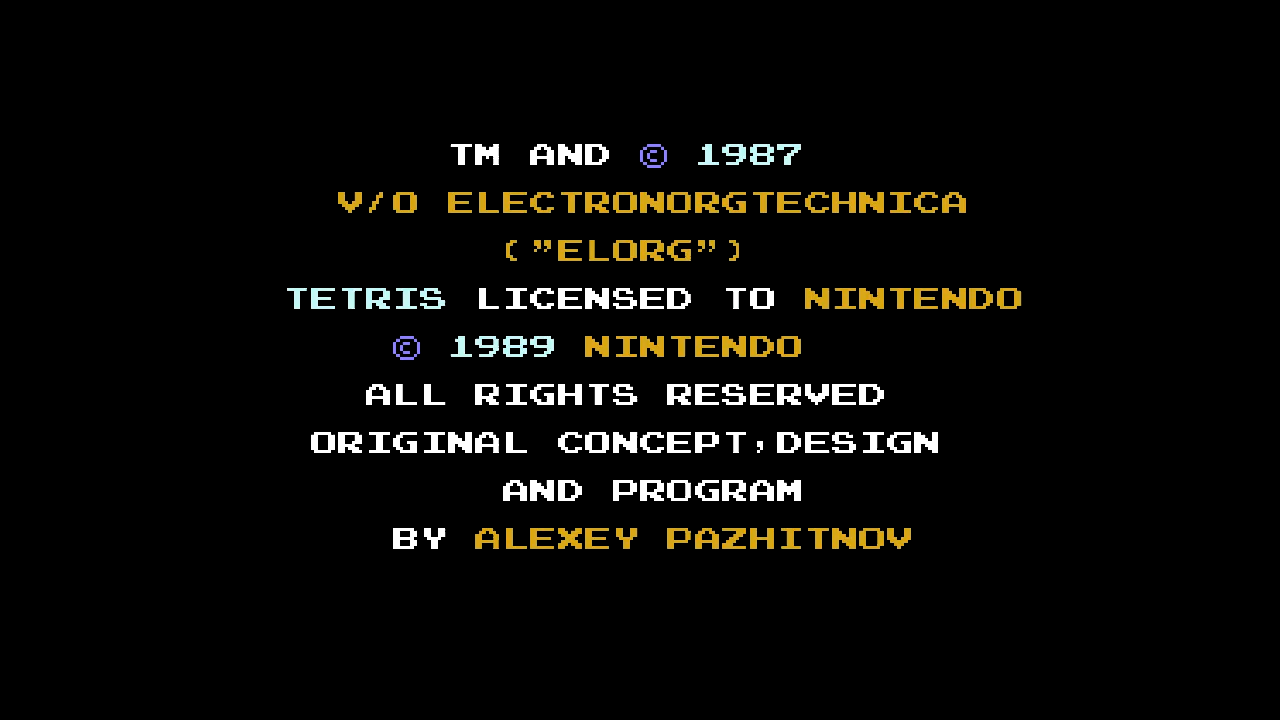 TM AND © 1987
V/O ELECTRONORGTECHNICA
("ELORG")
TETRIS LICENSED TO NINTENDO
© 1989 NINTENDO
ALL RIGHTS RESERVED
ORIGINAL CONCEPT,DESIGN
AND PROGRAM
BY ALEXEY PAZHITNOV